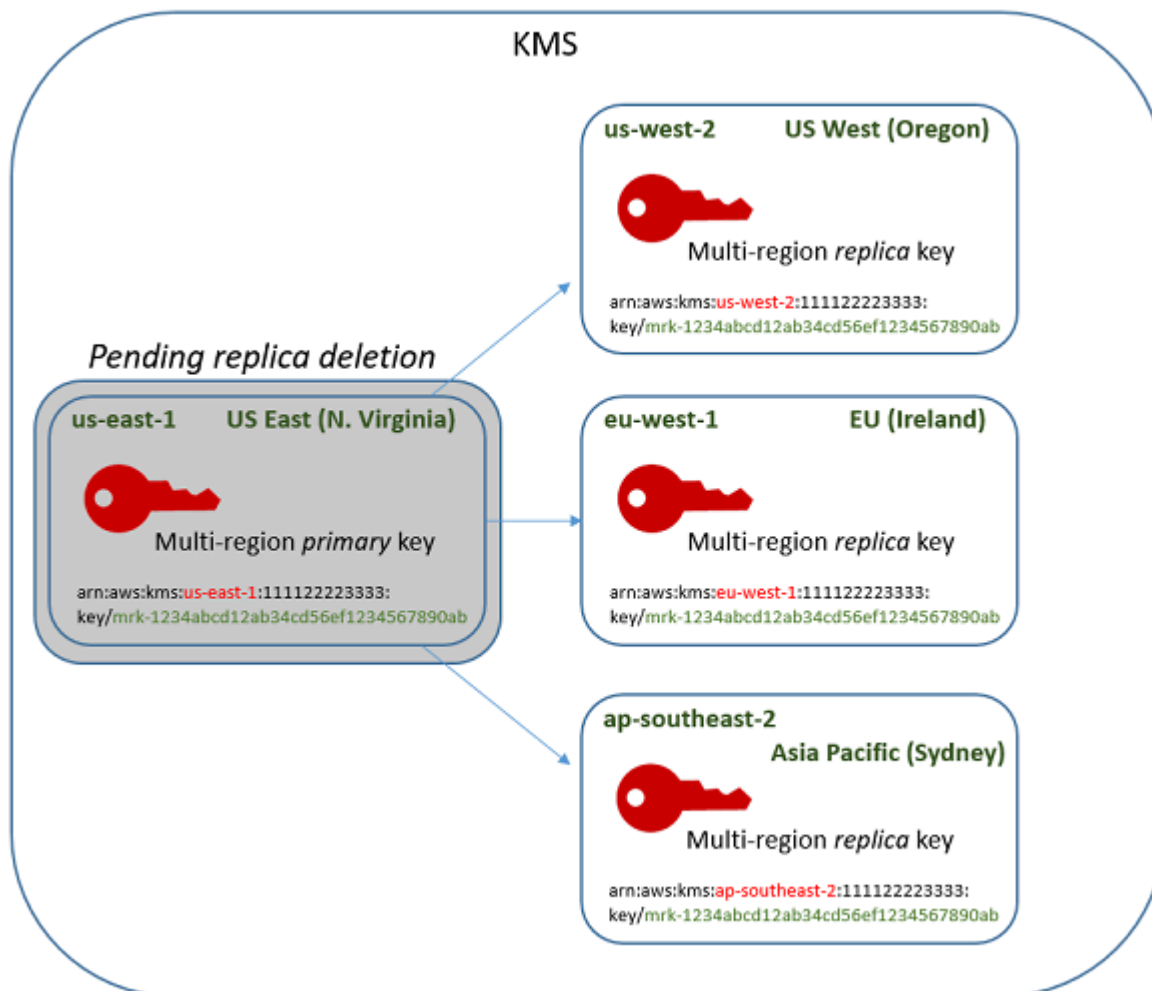 KMS
us-west-2 US West (Oregon)
Multi-region replica key
arn:aws:kms:us-west-2:111122223333:
key/mrk-1234abcd12ab34cd56ef1234567890ab
Pending replica deletion
us-east-1 US East (N. Virginia)
Multi-region primary key
arn:aws:kms:us-east-1:111122223333:
key/mrk-1234abcd12ab34cd56ef1234567890ab
eu-west-1 EU (Ireland)
Multi-region replica key
arn:aws:kms:eu-west-1:111122223333:
key/mrk-1234abcd12ab34cd56ef1234567890ab
ap-southeast-2
Asia Pacific (Sydney)
Multi-region replica key
arn:aws:kms:ap-southeast-2:111122223333:
key/mrk-1234abcd12ab34cd56ef1234567890ab